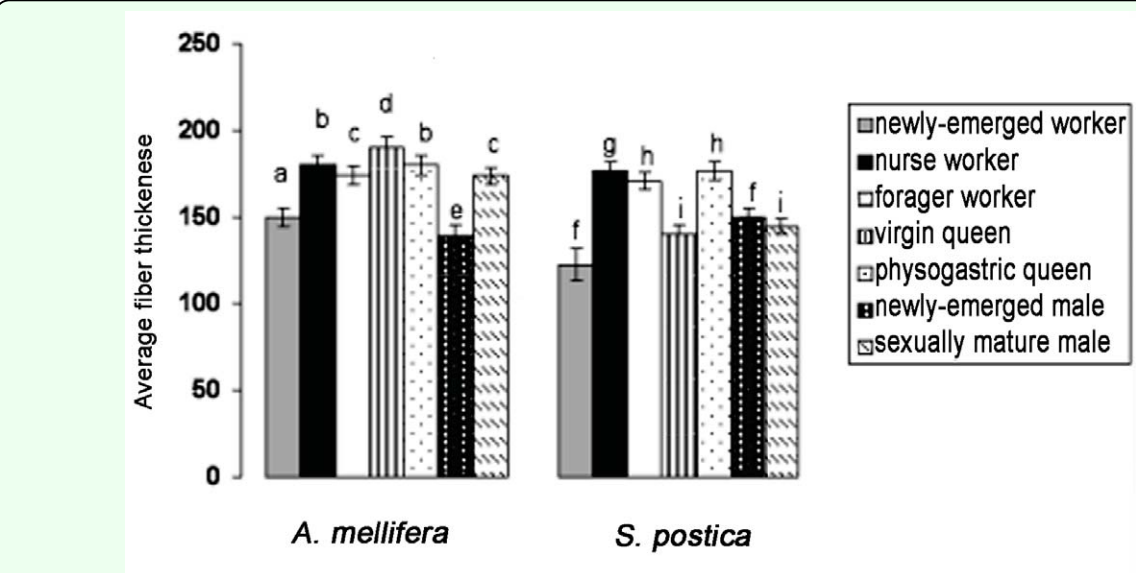 250
200
150
100
50
0
Average fiber thickenese
a
b
c
d
b
e
c
f
g
h
i
h
f
i
A. mellifera
S. postica
newly-emerged worker
nurse worker
forager worker
virgin queen
physogastric queen
newly-emerged male
sexually mature male